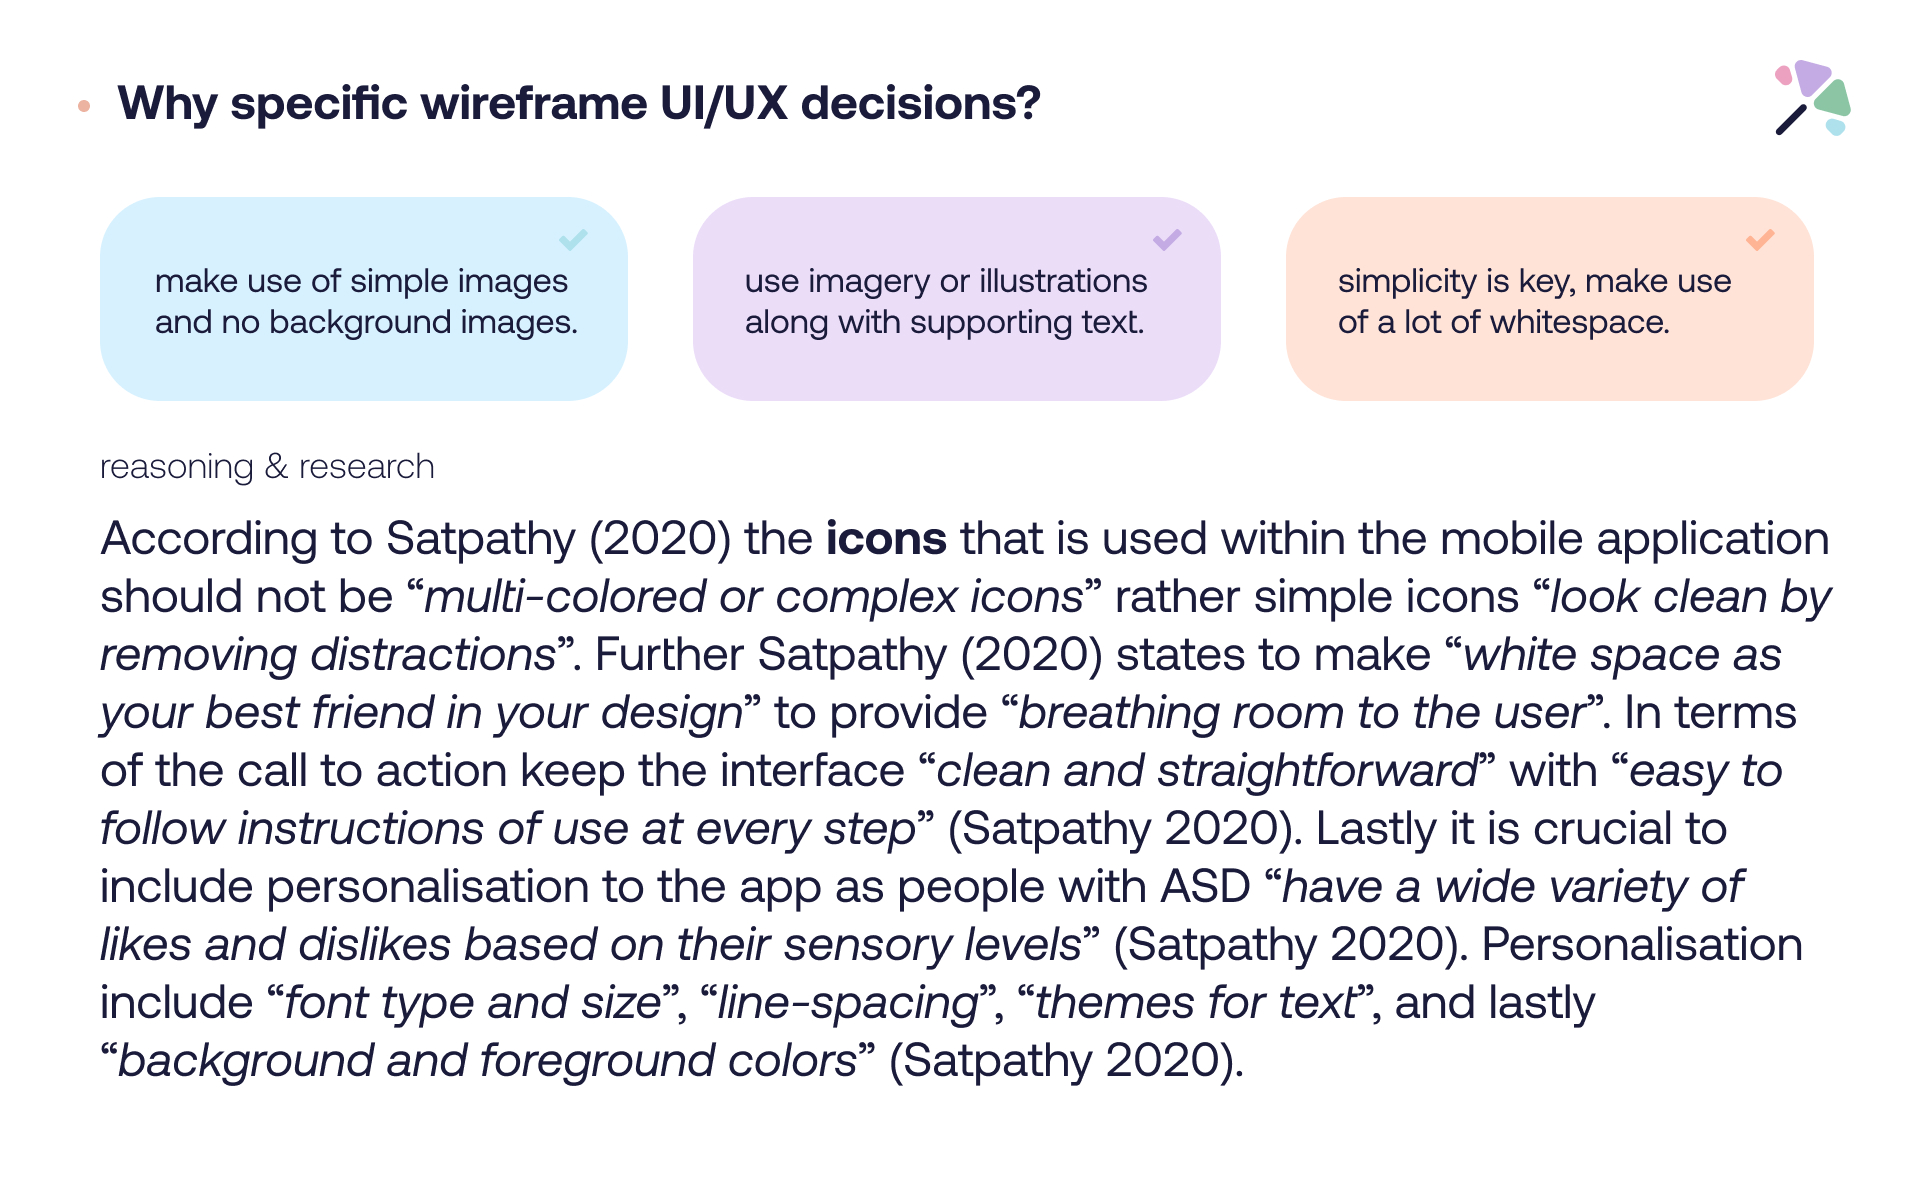 Why specific wireframe UI/UX decisions?
make use of simple images
and no background images.
use imagery or illustrations
along with supporting text.
simplicity is key, make use
of a lot of whitespace.
reasoning & research
According to Satpathy (2020) the icons that is used within the mobile application
should not be “multi-colored or complex icons” rather simple icons “look clean by
removing distractions”. Further Satpathy (2020) states to make “white space as
your best friend in your design” to provide “breathing room to the user”. In terms
of the call to action keep the interface “clean and straightforward” with “easy to
follow instructions of use at every step” (Satpathy 2020). Lastly it is crucial to
include personalisation to the app as people with ASD “have a wide variety of
likes and dislikes based on their sensory levels” (Satpathy 2020). Personalisation
include “font type and size”, “line-spacing”, “themes for text”, and lastly
“background and foreground colors” (Satpathy 2020).